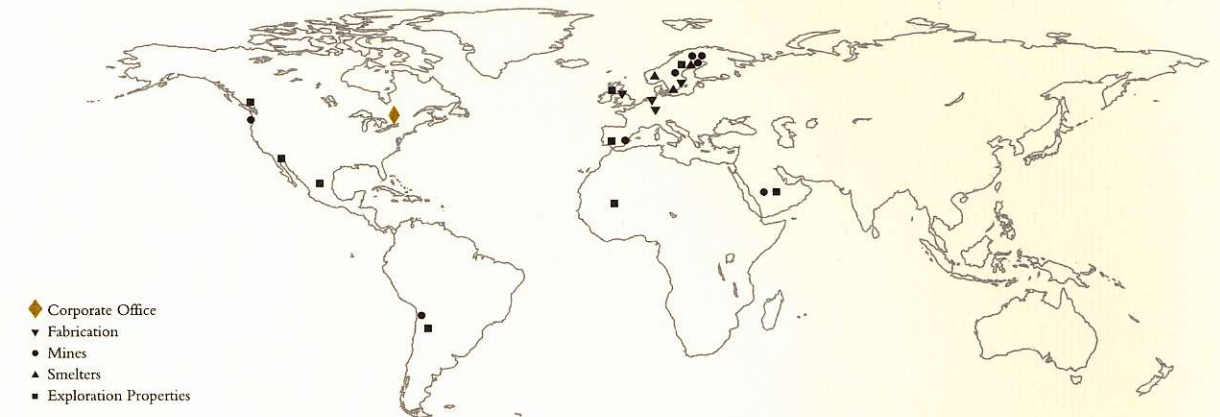 Corporate Office
Fabrication
Mines
Smelters
Exploration Properties